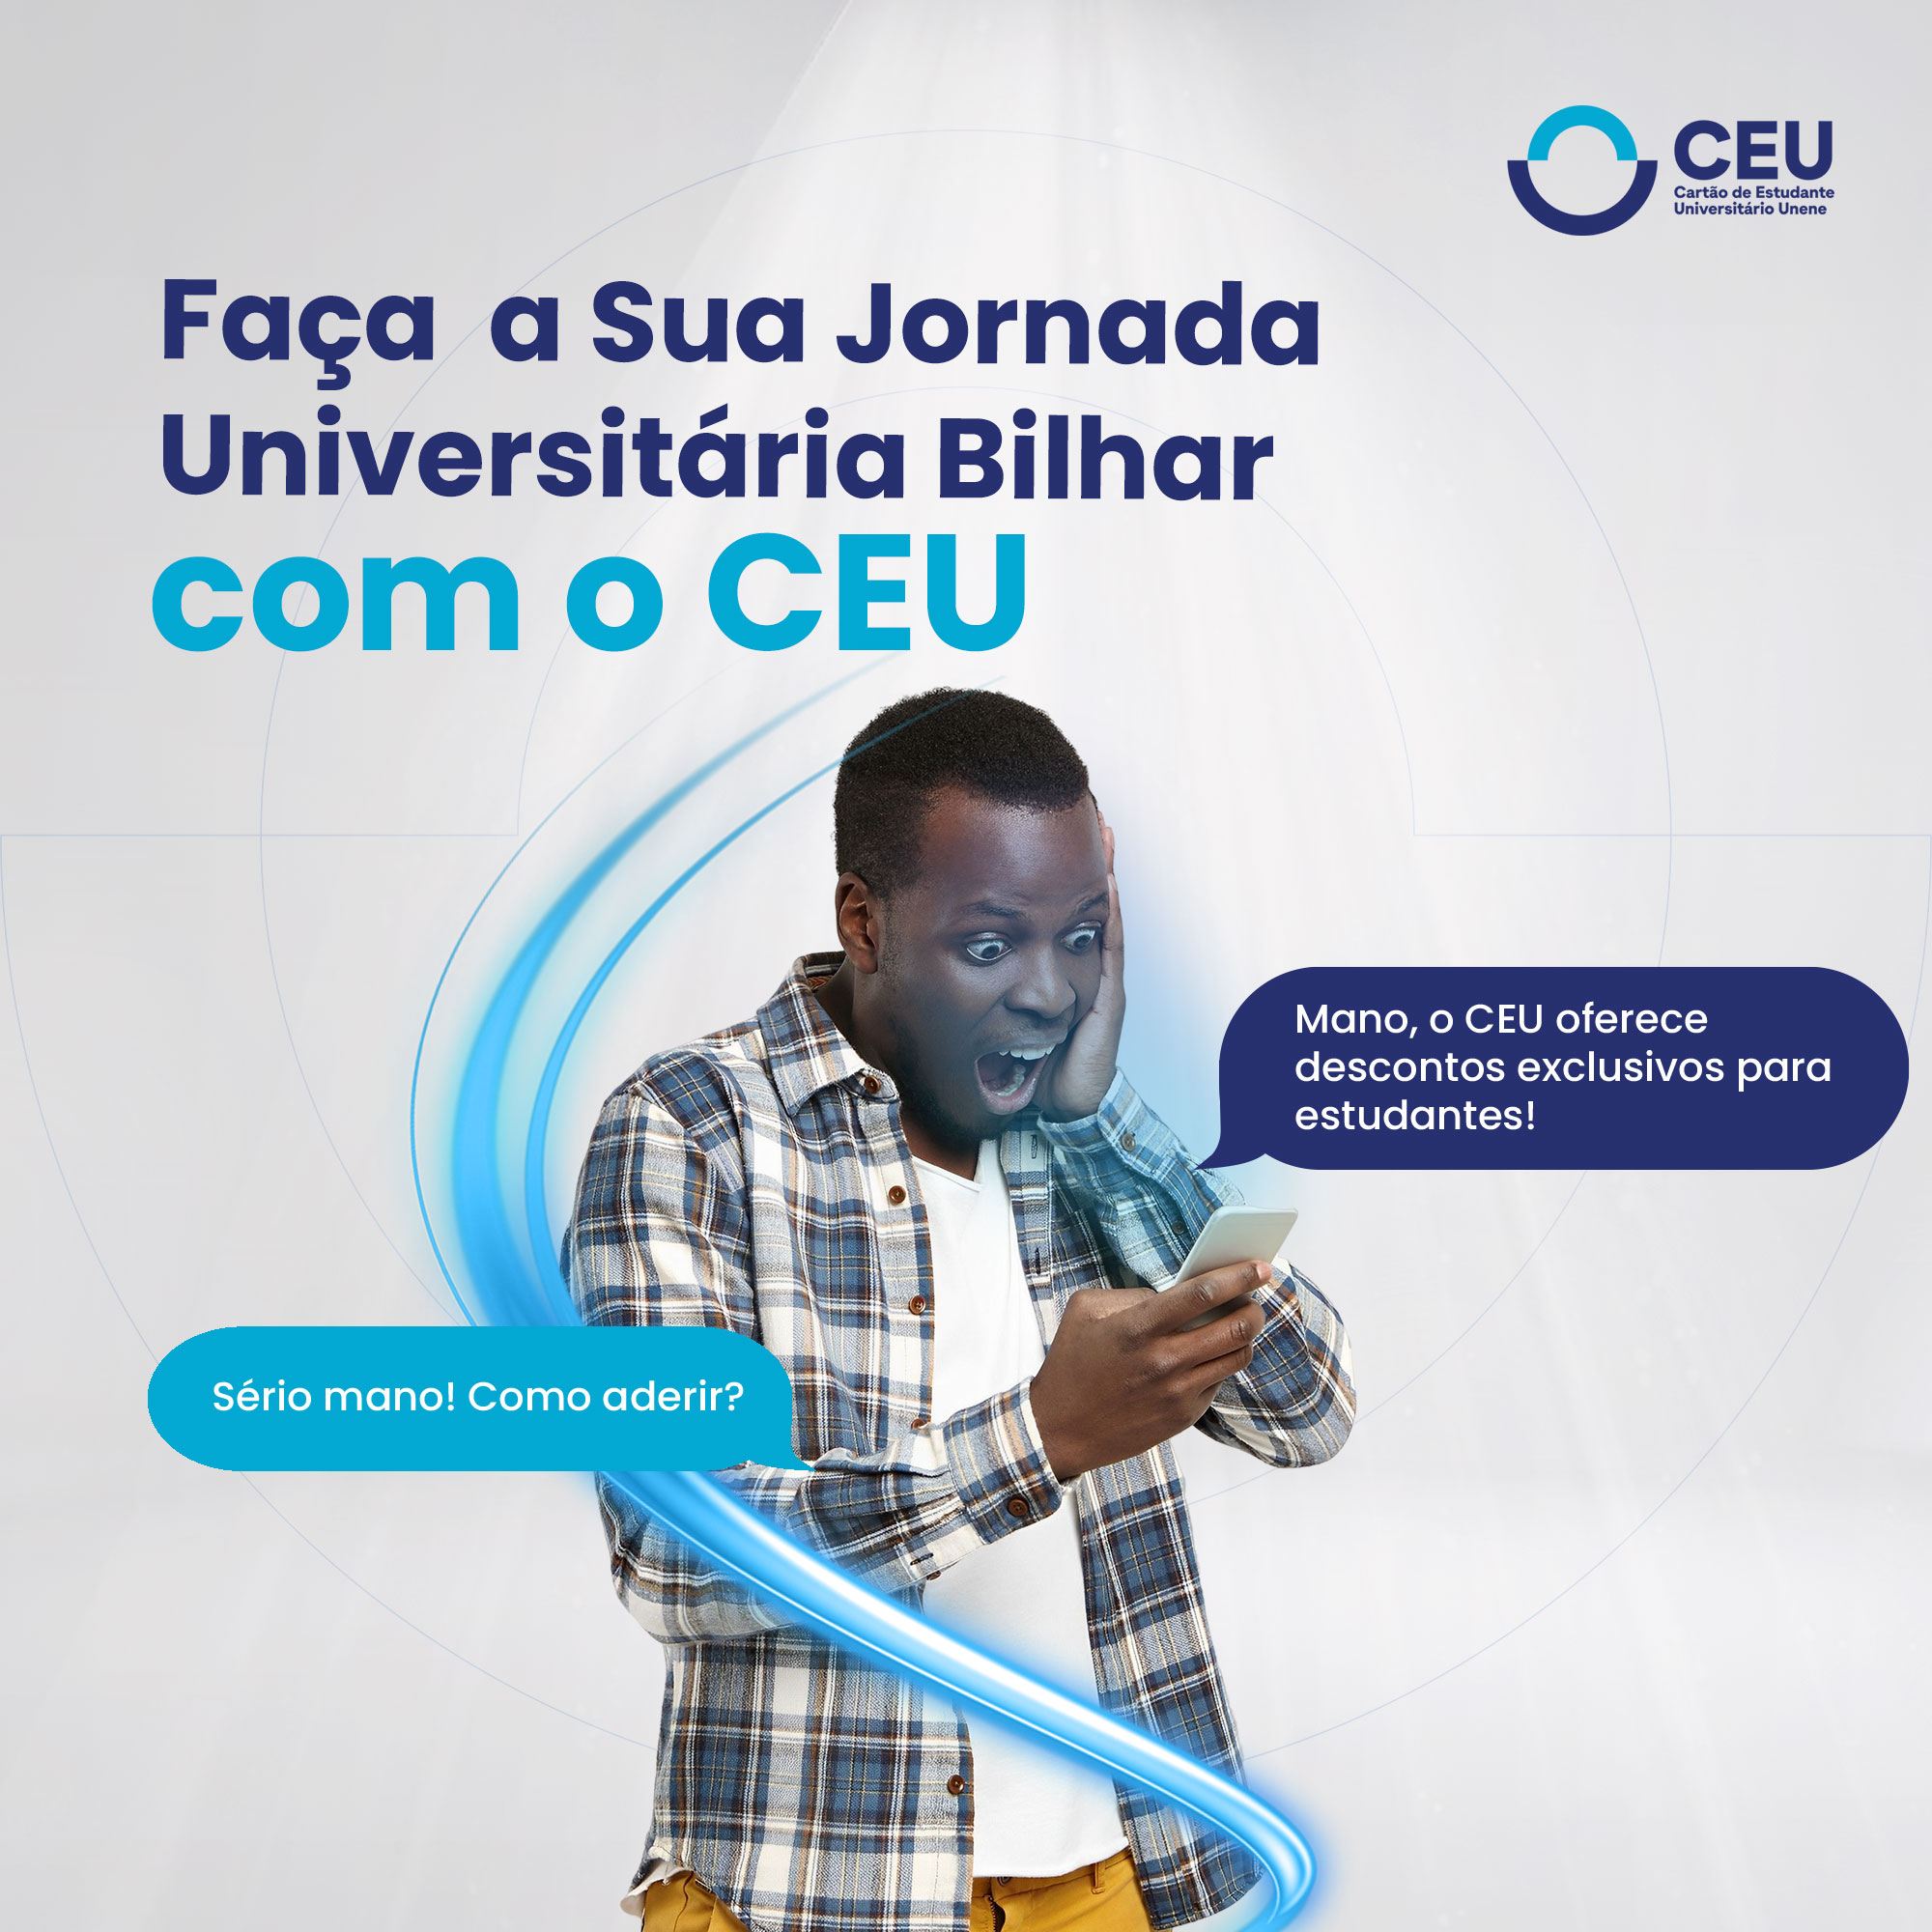 CEU
Cartão de Estudante
Universitário Unene
Faça a Sua Jornada
Universitária Bilhar
com o CEU
Mano, o CEU oferece
descontos exclusivos para
estudantes!
Sério mano! Como aderir?